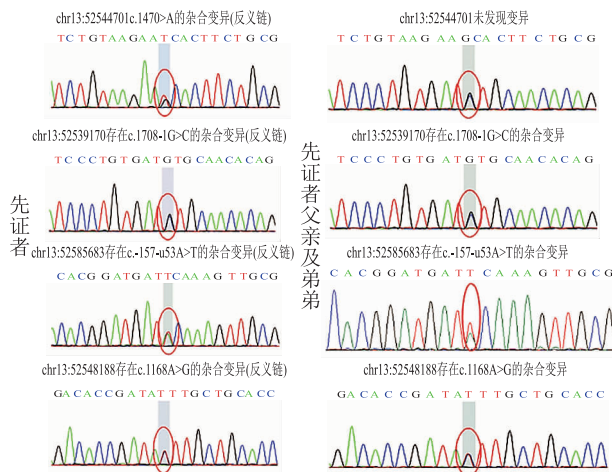 chr13:52544701c.1470>A的杂合变异(反义链)
TCTGTAAGAATCACTTCTGCG
chr13:52539170存在c.1708-1G>C的杂合变异(反义链)
TCCCTGTGATGTGCAACACAG
先证者
chr13:52585683存在c.-157-u53A>T的杂合变异(反义链)
CACGGATGATTCAAAGTTGCG
chr13:52548188存在c.1168A>G的杂合变异(反义链)
GACACCGATATTTGCTGCACC
chr13:52544701未发现变异
TCTGTAAGAAGCACTTCTGCG
chr13:52539170存在c.1708-1G>C的杂合变异
TCCCTGTGATGTGCAACACAG
先证者父亲及弟弟
chr13:52585683存在c.-157-u53A>T的杂合变异
CACGGATGATTCAAAGTTGCG
chr13:52548188存在c.1168A>G的杂合变异
GACACCGATATTTGCTGCACC